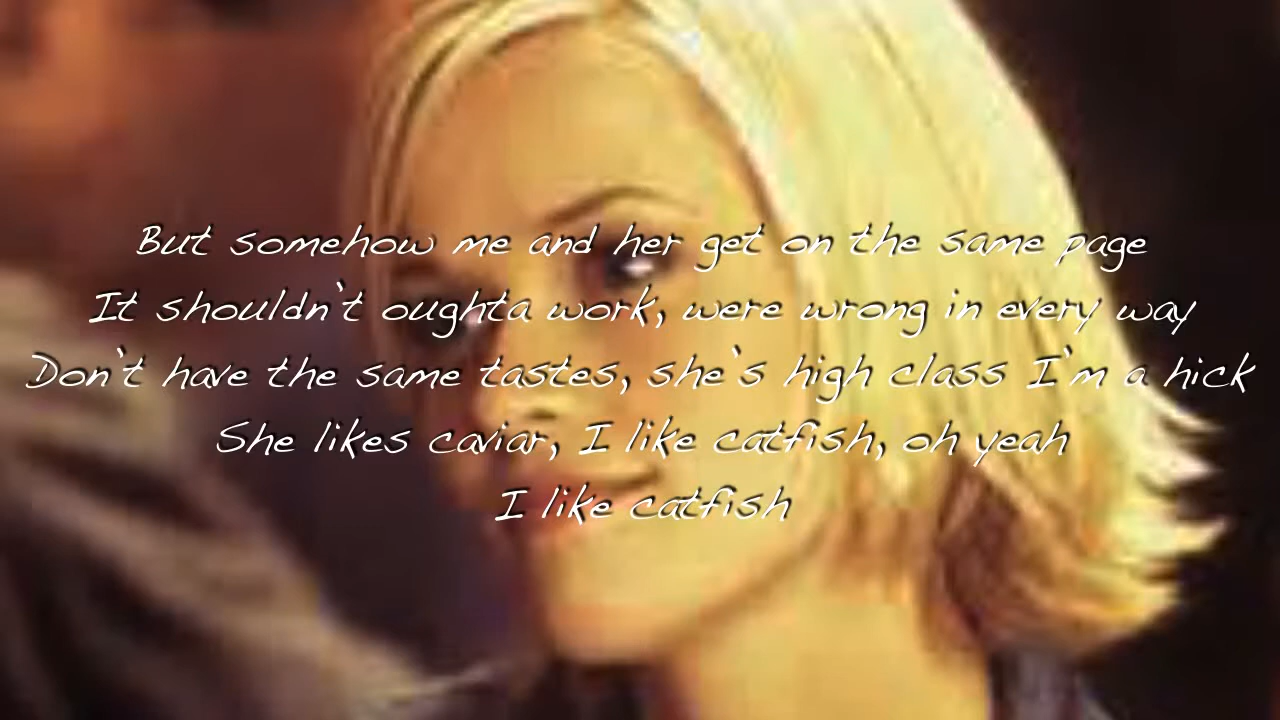 But somehow me and her get on the same page
It shouldn't oughta work, were wrong in every way
Don't have the same tastes, she's high class I'm a hick
She likes caviar, I like catfish, oh yeah
I like catfish